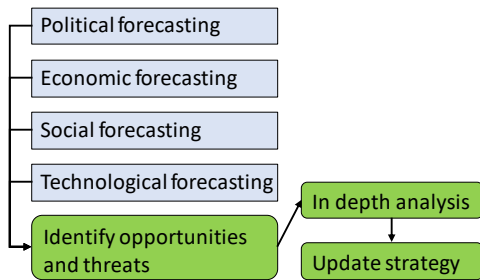 Political forecasting
Economic forecasting
Social forecasting
Technological forecasting
Identify opportunities
and threats
In depth analysis
Update strategy